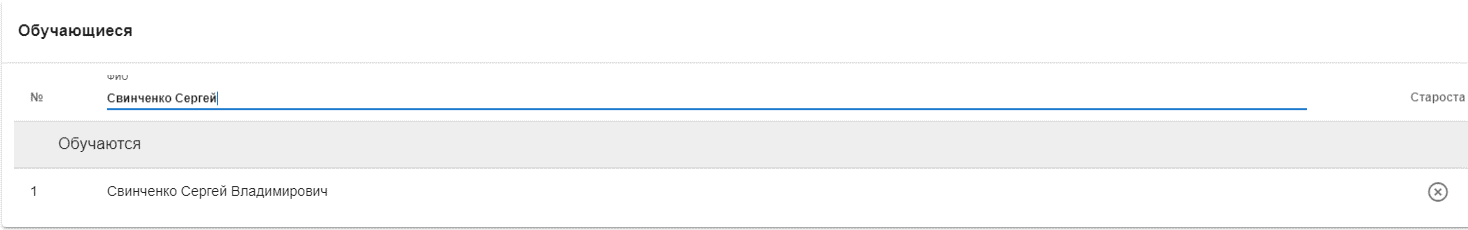 Обучающиеся
ФИО
№ Свинченко Сергей Староста
Обучаются
1 Свинченко Сергей Владимирович